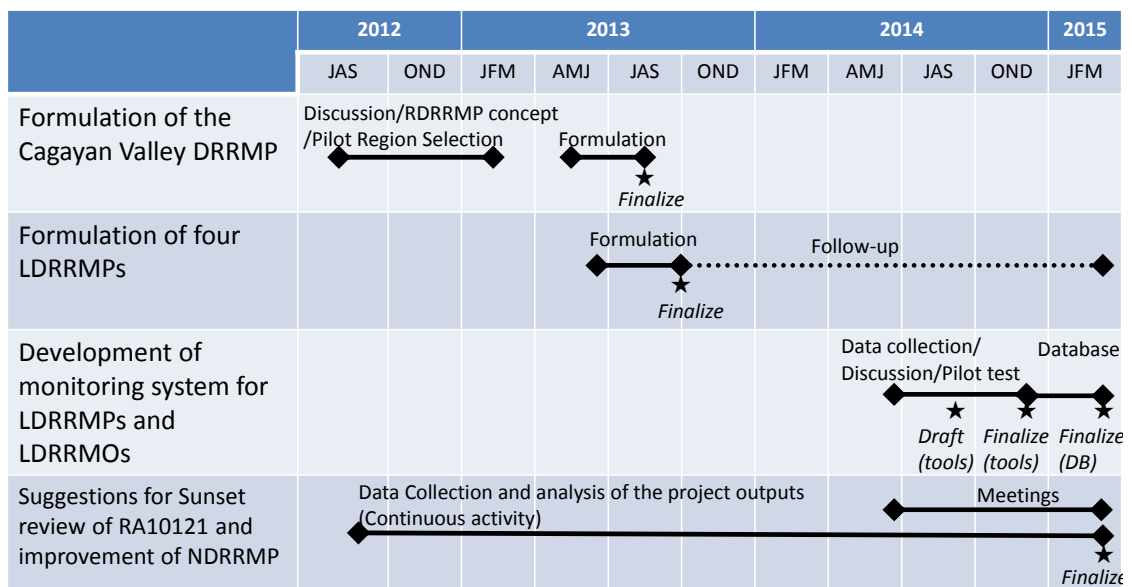 2012 2013 2014 2015
JAS OND JFM AMJ JAS OND JFM AMJ JAS OND JFM
Formulation of the
Cagayan Valley DRRMP
Discussion/RDRRMP concept
/Pilot Region Selection
Formulation
Finalize
Formulation of four
LDRRMPs
Formulation
Follow-up
Finalize
Development of
monitoring system for
LDRRMPs and
LDRRMOs
Data collection/
Discussion/Pilot test
Database
Draft
(tools)
Finalize
(tools)
Finalize
(DB)
Suggestions for Sunset
review of RA10121 and
improvement of NDRRMP
Data Collection and analysis of the project outputs
(Continuous activity)
Meetings
Finalize